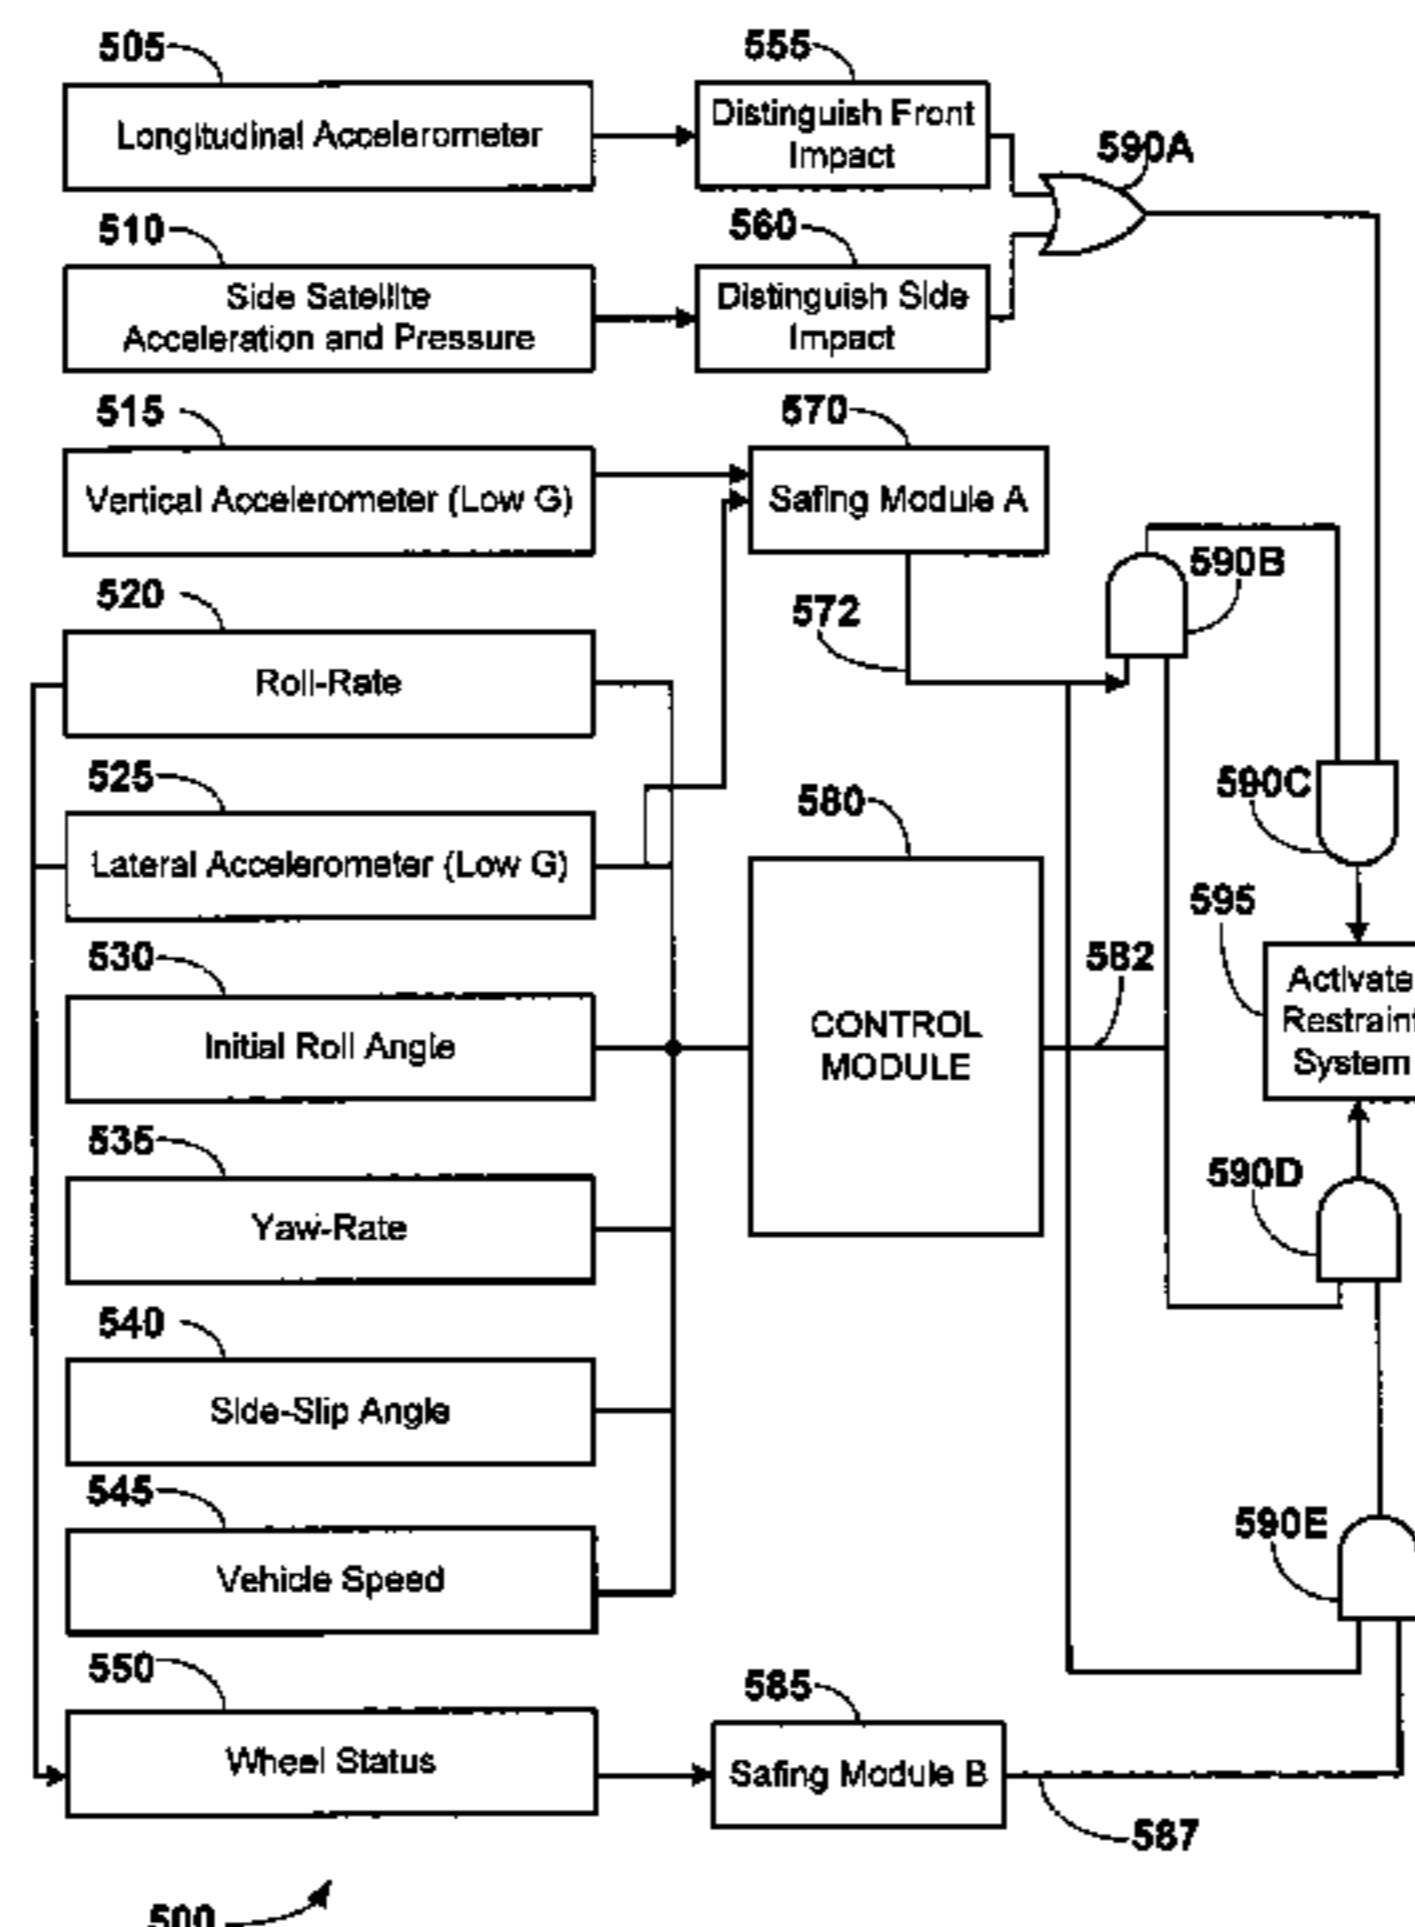 505
Longitudinal Accelerometer
555
Distinguish Front
Impact
590A
510
Side Satellite
Acceleration and Pressure
560
Distinguish Side
Impact
515
Vertical Accelerometer (Low G)
570
Safing Module A
572
590B
520
Roll-Rate
525
Lateral Accelerometer (Low G)
580
CONTROL
MODULE
582
590C
595
Activate
Restraint
System
530
Initial Roll Angle
535
Yaw-Rate
590D
540
Side-Slip Angle
545
Vehicle Speed
590E
550
Wheel Status
585
Safing Module B
587
500